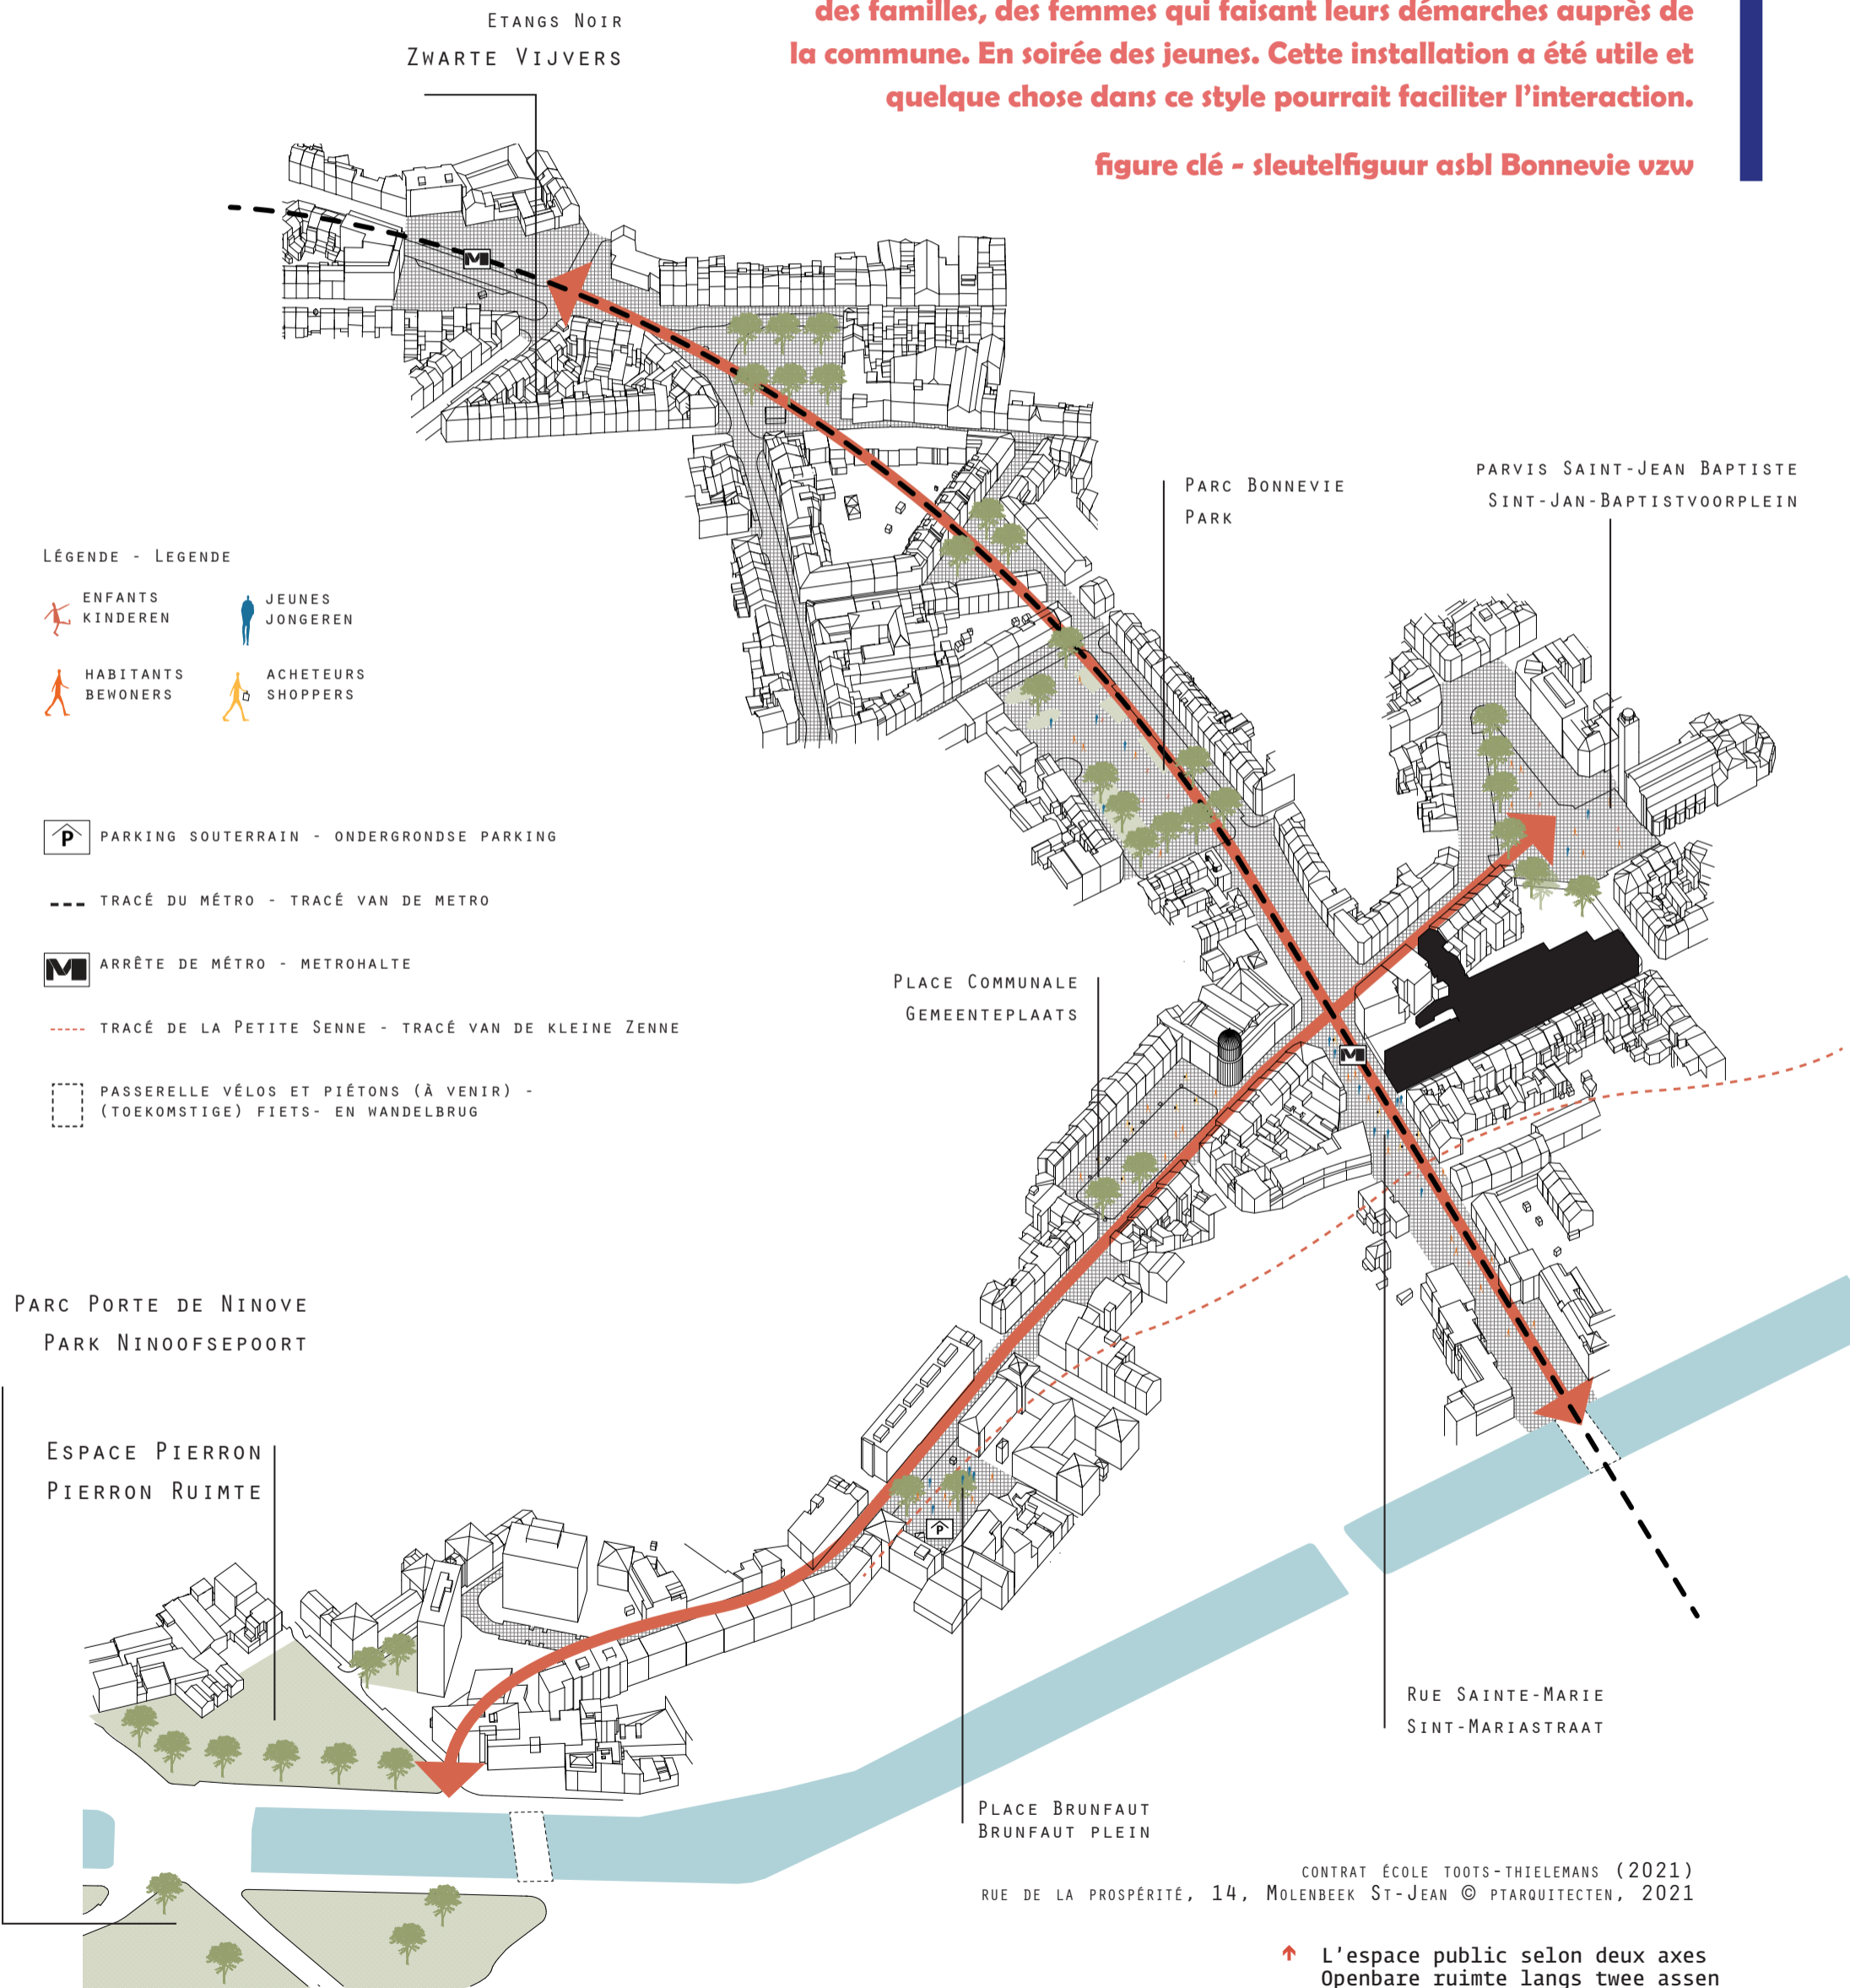 des familles, des femmes qui faisant leurs démarches auprès de
la commune. En soirée des jeunes. Cette installation a été utile et
quelque chose dans ce style pourrait faciliter l'interaction.
figure clé - sleutelfiguur asbl Bonnevie vzw
Etangs Noir
Zwarte Vijvers
M
Parc Bonnevie
Park
parvis Saint-Jean Baptiste
Sint-Jan-Baptistvoorplein
Légende - Legende
enfants
kinderen
jeunes
jongeren
habitants
bewoners
acheteurs
shoppers
P
parking souterrain - ondergrondse parking
tracé du métro - tracé van de metro
M
arrête de métro - metrohalte
tracé de la Petite Senne - tracé van de kleine Zenne
passerelle vélos et piétons (à venir) -
(toekomstige) fiets- en wandelbrug
Place Communale
Gemeenteplaats
M
Parc Porte de Ninove
Park Ninoofsepoort
Espace Pierron
Pierron Ruimte
P
Rue Sainte-Marie
Sint-Mariastraat
Place Brunfaut
Brunfaut plein
contrat école toots-thielemans (2021)
rue de la prospérité, 14, Molenbeek St-Jean © ptarquitecten, 2021
↑ L'espace public selon deux axes
Openbare ruimte langs twee assen